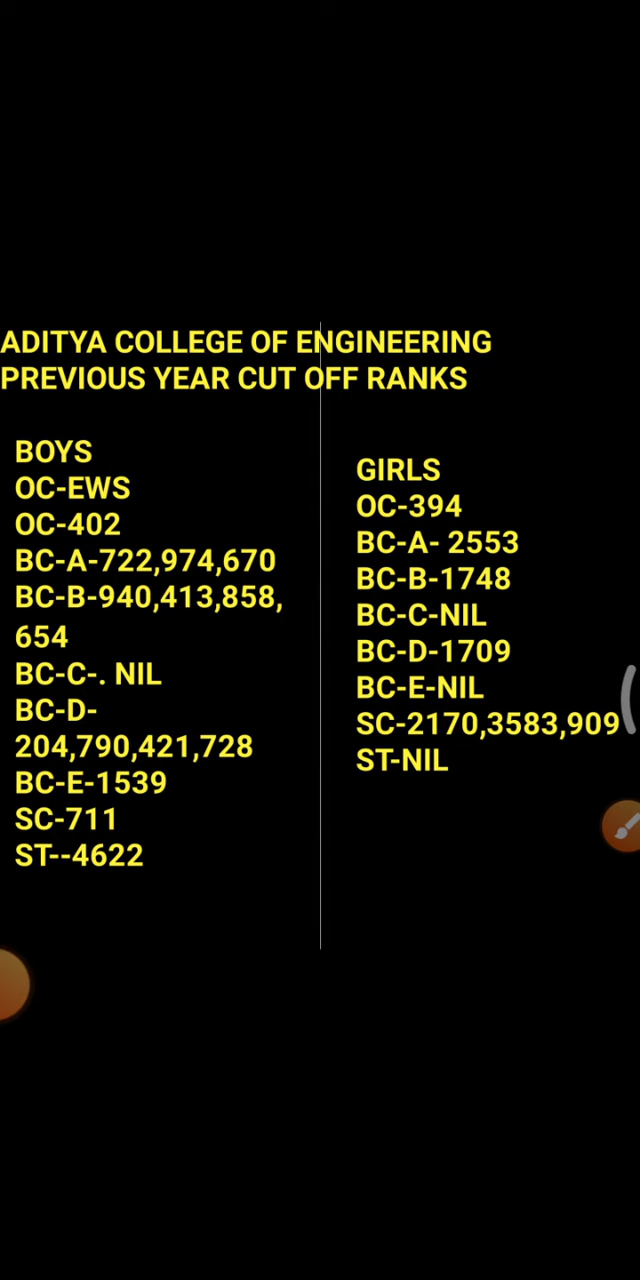 ADITYA COLLEGE OF ENGINEERING
PREVIOUS YEAR CUT OFF RANKS
BOYS
OC-EWS
OC-402
BC-A-722,974,670
BC-B-940,413,858,
654
BC-C-. NIL
BC-D-
204,790,421,728
BC-E-1539
SC-711
ST--4622
GIRLS
OC-394
BC-A- 2553
BC-B-1748
BC-C-NIL
BC-D-1709
BC-E-NIL
SC-2170,3583,909
ST-NIL